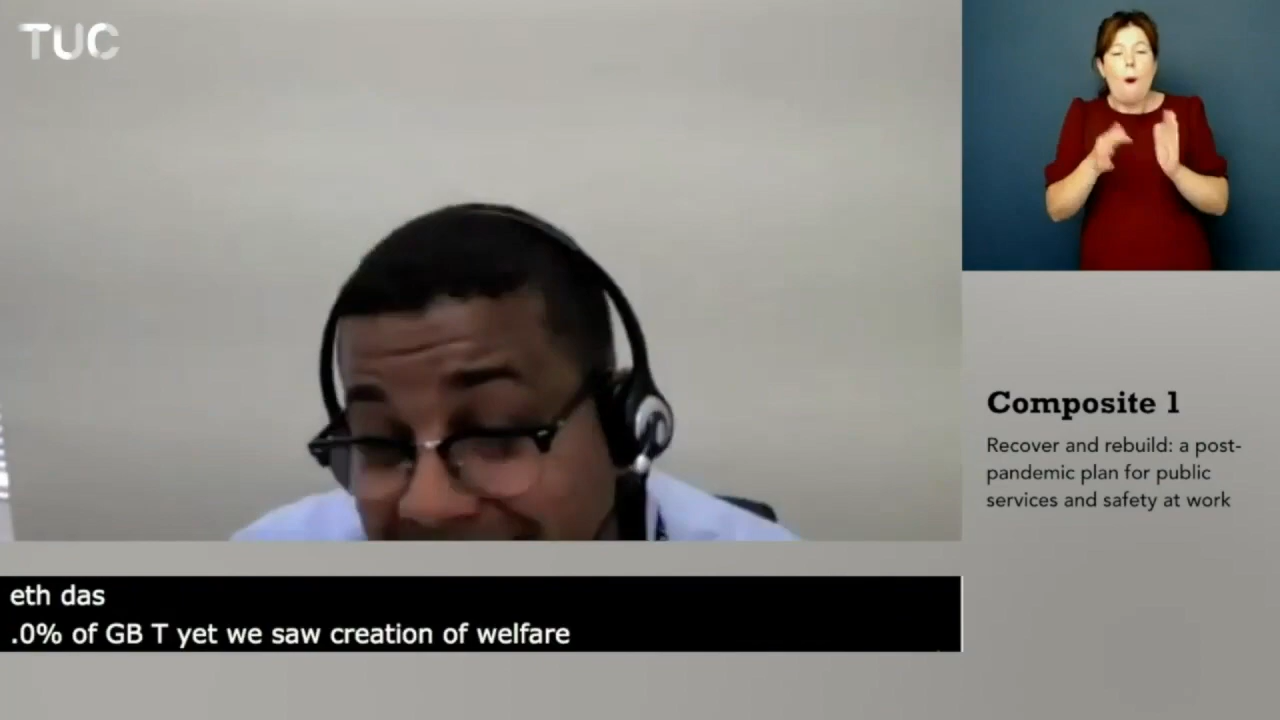 TUC
Composite 1
Recover and rebuild: a post-
pandemic plan for public
services and safety at work
eth das
.0% of GB T yet we saw creation of welfare